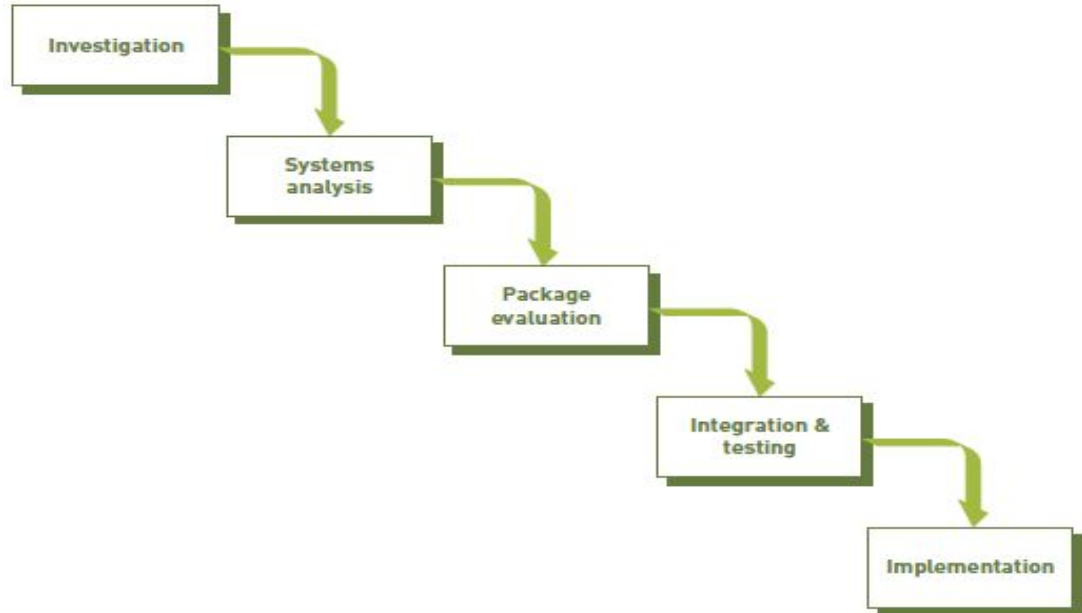 Investigation
Systems
analysis
Package
evaluation
Integration &
testing
Implementation